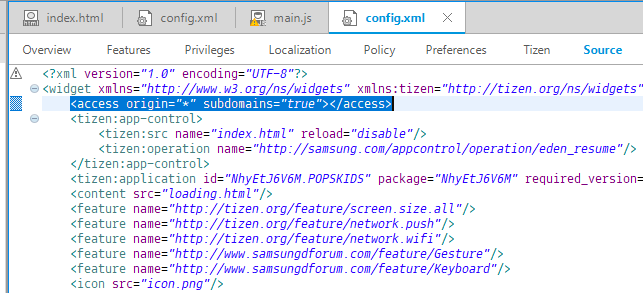 index.html config.xml main.js config.xml
Overview Features Privileges Localization Policy Preferences Tizen Source
<?xml version="1.0" encoding="UTF-8"?>
<widget xmlns="http://www.w3.org/ns/widgets" xmlns:tizen="http://tizen.org/ns/widgets"
<access origin="*" subdomains="true"></access>
<tizen:app-control>
<tizen:src name="index.html" reload="disable"/>
<tizen:operation name="http://samsung.com/appcontrol/operation/eden_resume"/>
</tizen:app-control>
<tizen:application id="NhyEtJ6V6M.POPSKIDS" package="NhyEtJ6V6M" required_version=
<content src="loading.html"/>
<feature name="http://tizen.org/feature/screen.size.all"/>
<feature name="http://tizen.org/feature/network.push"/>
<feature name="http://tizen.org/feature/network.wifi"/>
<feature name="http://www.samsungdforum.com/feature/Gesture"/>
<feature name="http://www.samsungdforum.com/feature/Keyboard"/>
<icon src="icon.png"/>